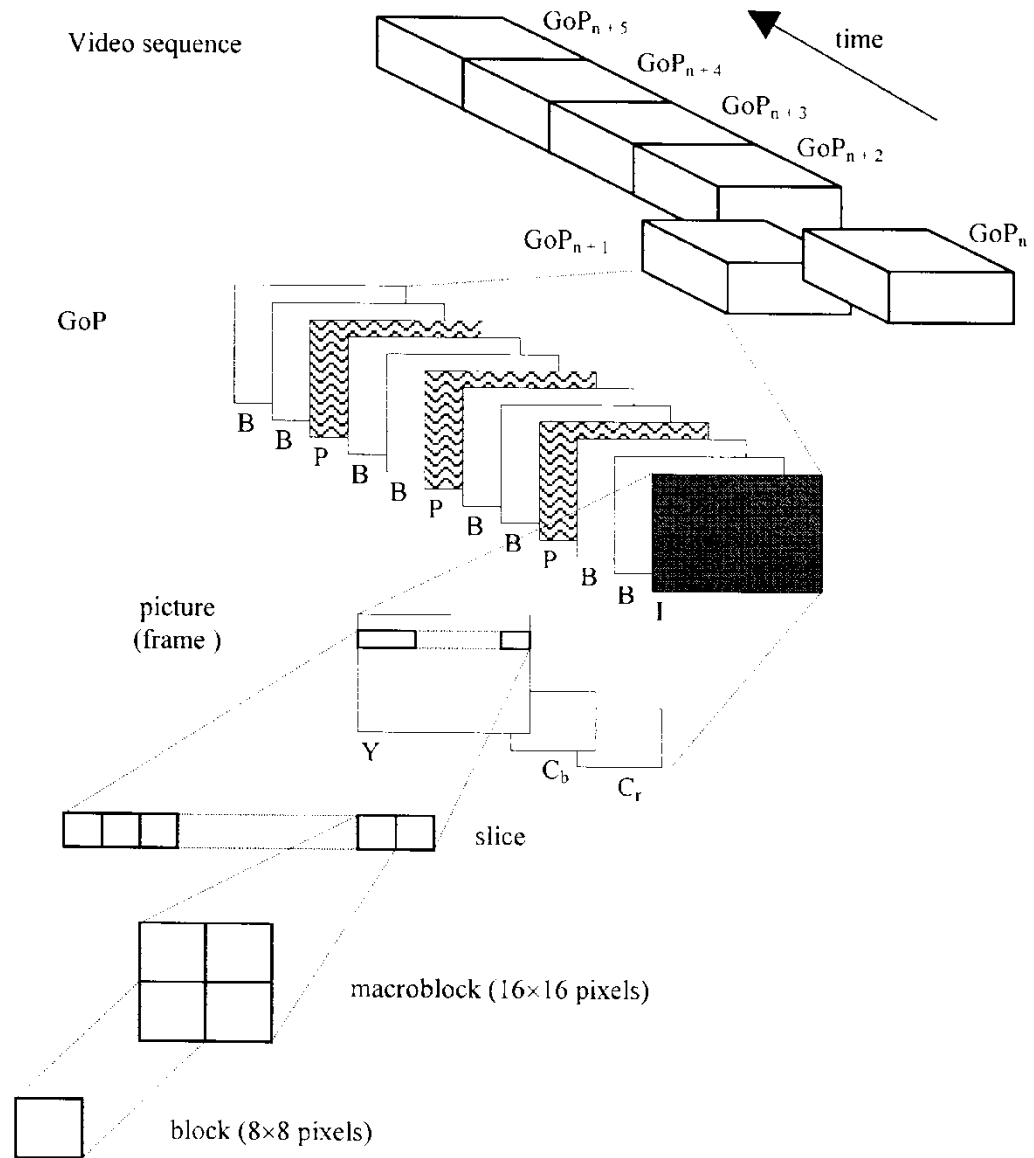 Video sequence
GoPn + 5
time
GoPn + 4
GoPn + 3
GoPn + 2
GoPn + 1
GoPn
GoP
B
B
P
B
B
P
B
B
P
B
B
I
picture
(frame )
Y
Cb
Cr
slice
macroblock (16×16 pixels)
block (8×8 pixels)